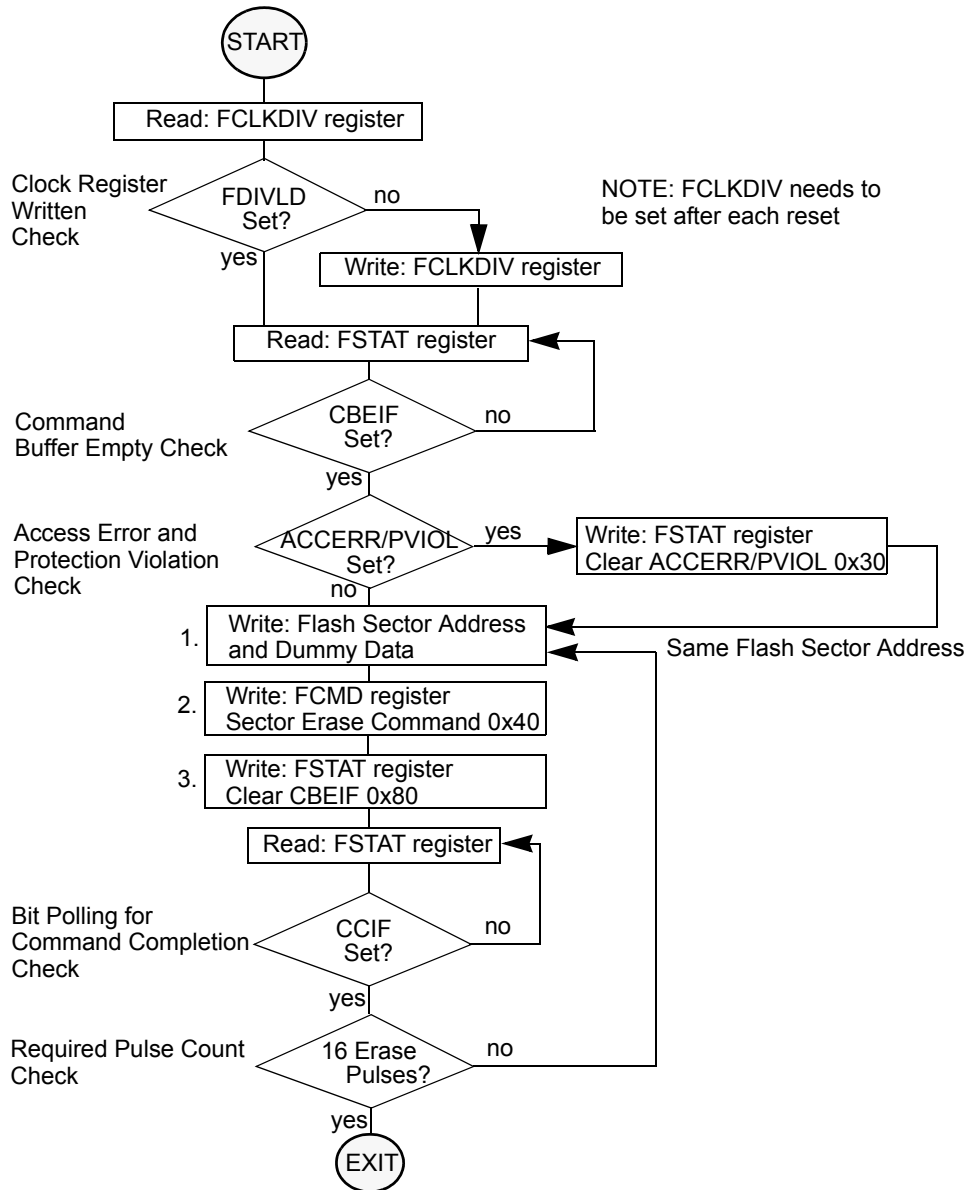 START
Read: FCLKDIV register
Clock Register
Written
Check
FDIVLD
Set?
no
yes
NOTE: FCLKDIV needs to
be set after each reset
Write: FCLKDIV register
Read: FSTAT register
Command
Buffer Empty Check
CBEIF
Set?
no
yes
Access Error and
Protection Violation
Check
ACCERR/PVIOL
Set?
yes
no
Write: FSTAT register
Clear ACCERR/PVIOL 0x30
1.
Write: Flash Sector Address
and Dummy Data
Same Flash Sector Address
2.
Write: FCMD register
Sector Erase Command 0x40
3.
Write: FSTAT register
Clear CBEIF 0x80
Read: FSTAT register
Bit Polling for
Command Completion
Check
CCIF
Set?
no
yes
Required Pulse Count
Check
16 Erase
Pulses?
no
yes
EXIT